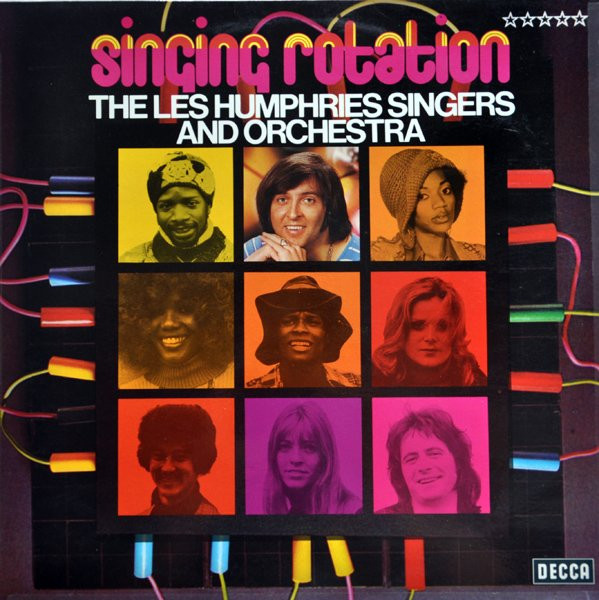 singing rotation
THE LES HUMPHRIES SINGERS
AND ORCHESTRA
DECCA